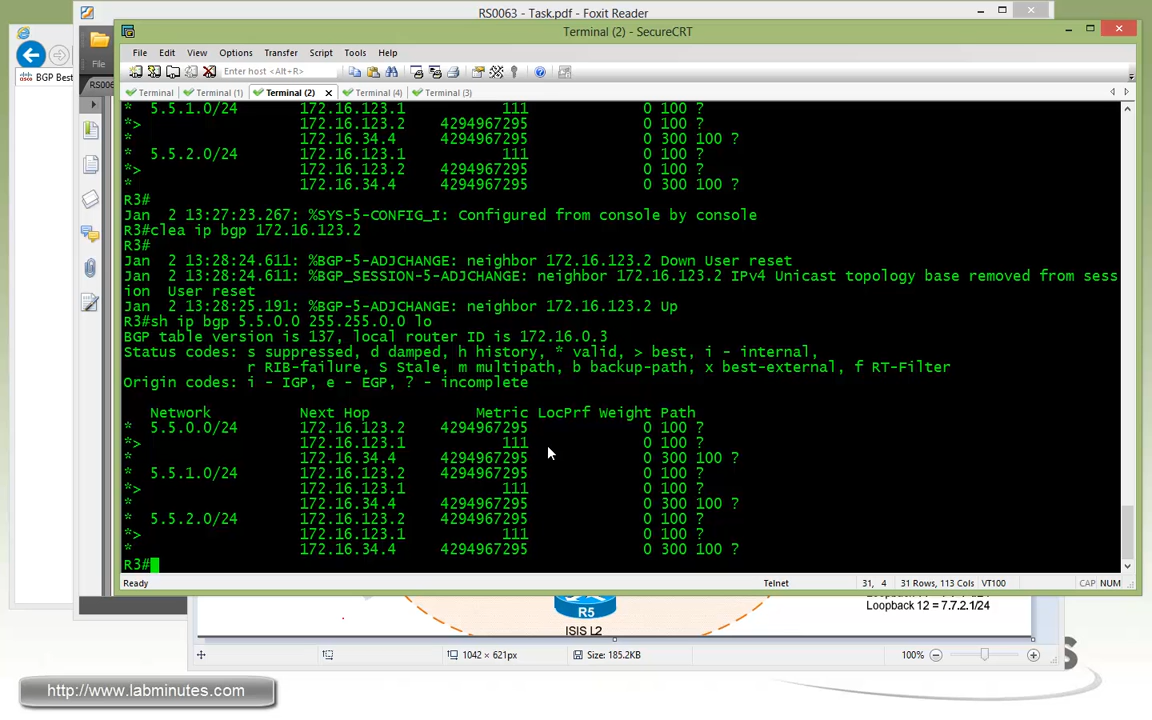 RS0063 - Task.pdf - Foxit Reader
Terminal (2) - SecureCRT
File Edit View Options Transfer Script Tools Help
Enter host <Alt+R>
BGP Best
File
RS006
Terminal Terminal (1) Terminal (2) Terminal (4) Terminal (3)
* 5.5.1.0/24 172.16.123.1 111 0 100 ?
*> 172.16.123.2 4294967295 0 100 ?
* 172.16.34.4 4294967295 0 300 100 ?
* 5.5.2.0/24 172.16.123.1 111 0 100 ?
*> 172.16.123.2 4294967295 0 100 ?
* 172.16.34.4 4294967295 0 300 100 ?
R3#
Jan 2 13:27:23.267: %SYS-5-CONFIG_I: Configured from console by console
R3#clea ip bgp 172.16.123.2
R3#
Jan 2 13:28:24.611: %BGP-5-ADJCHANGE: neighbor 172.16.123.2 Down User reset
Jan 2 13:28:24.611: %BGP_SESSION-5-ADJCHANGE: neighbor 172.16.123.2 IPv4 Unicast topology base removed from sess
ion User reset
Jan 2 13:28:25.191: %BGP-5-ADJCHANGE: neighbor 172.16.123.2 Up
R3#sh ip bgp 5.5.0.0 255.255.0.0 lo
BGP table version is 137, local router ID is 172.16.0.3
Status codes: s suppressed, d damped, h history, * valid, > best, i - internal,
r RIB-failure, S Stale, m multipath, b backup-path, x best-external, f RT-Filter
Origin codes: i - IGP, e - EGP, ? - incomplete
Network Next Hop Metric LocPrf Weight Path
* 5.5.0.0/24 172.16.123.2 4294967295 0 100 ?
*> 172.16.123.1 111 0 100 ?
* 172.16.34.4 4294967295 0 300 100 ?
* 5.5.1.0/24 172.16.123.2 4294967295 0 100 ?
*> 172.16.123.1 111 0 100 ?
* 172.16.34.4 4294967295 0 300 100 ?
* 5.5.2.0/24 172.16.123.2 4294967295 0 100 ?
*> 172.16.123.1 111 0 100 ?
* 172.16.34.4 4294967295 0 300 100 ?
R3#
Ready Telnet 31, 4 31 Rows, 113 Cols VT100 CAP NUM
Loopback 12 = 7.7.2.1/24
R5
ISIS L2
1042 × 621px Size: 185.2KB 100%
http://www.labminutes.com